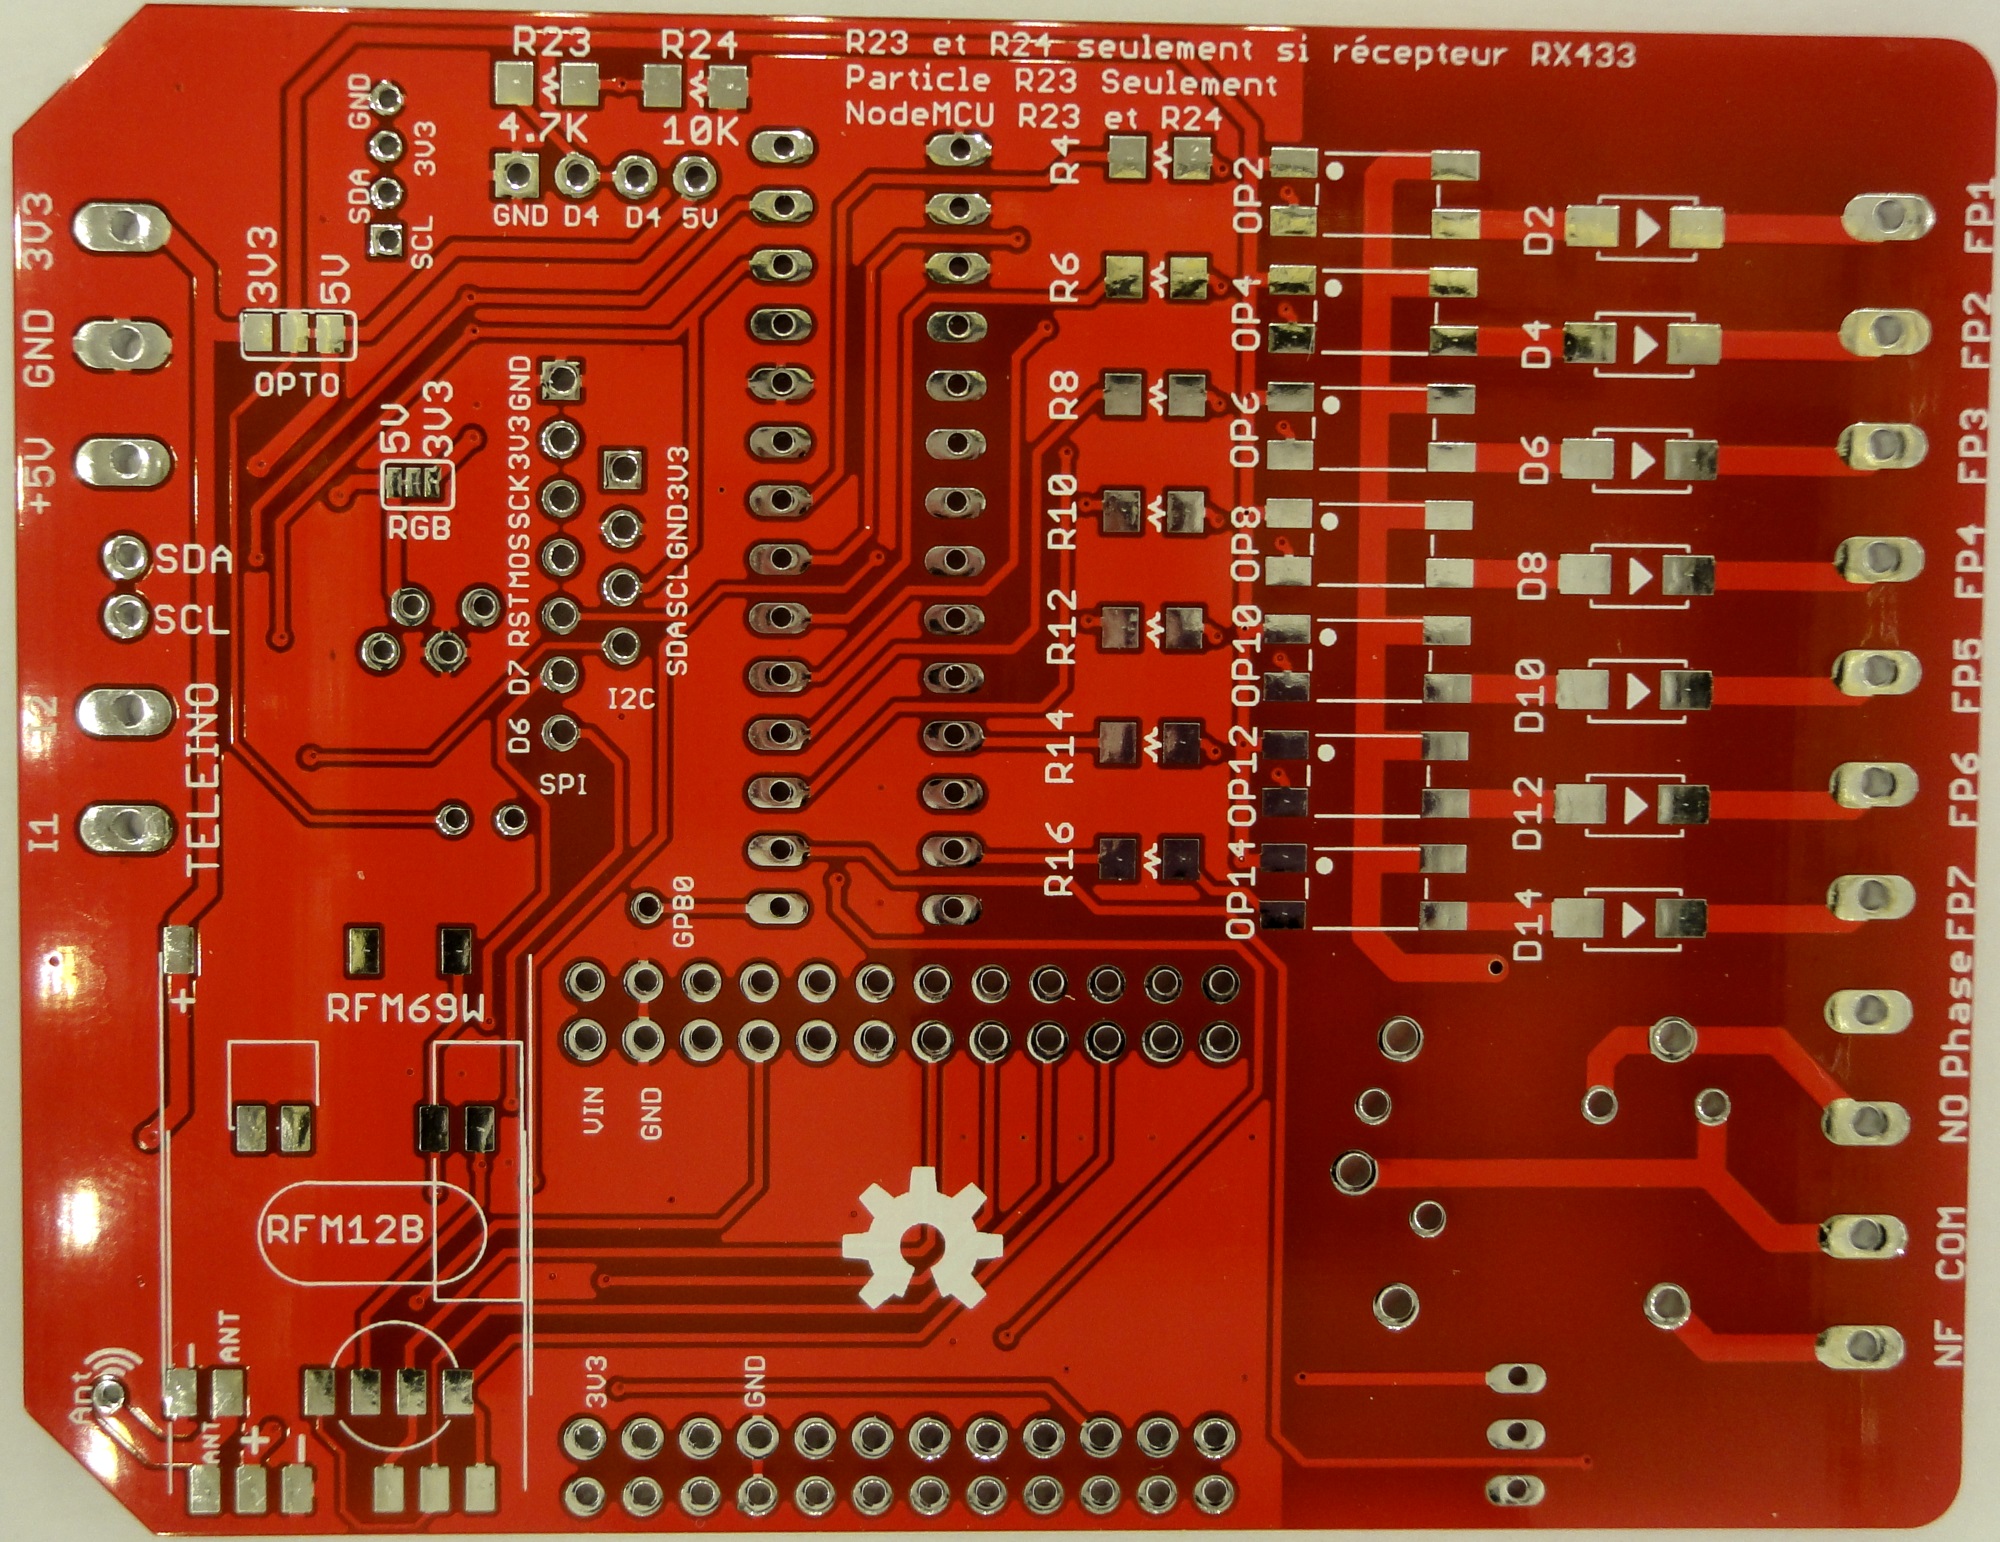 R23 et R24 seulement si récepteur RX433
Particle R23 Seulement
NodeMCU R23 et R24
R23
R24
4.7K
10K
GND D4 D4 5V
GND
3V3
SDA
SCL
3V3
GND
+5V
SDA
SCL
I2
I1
TELEINO
3V3
5V
OPTO
5V
3V3
RGB
D6 D7 RST MOS SCK 3V3 GND
SPI
SDA SCL GND 3V3
I2C
GPB0
R4
R6
R8
R10
R12
R14
R16
OP2
OP4
OP6
OP8
OP10
OP12
OP14
D2
D4
D6
D8
D10
D12
D14
FP1
FP2
FP3
FP4
FP5
FP6
FP7
Phase
NO
COM
NF
+
RFM69W
VIN
GND
RFM12B
-
ANT
Ant
ANT
+
-
3V3
GND